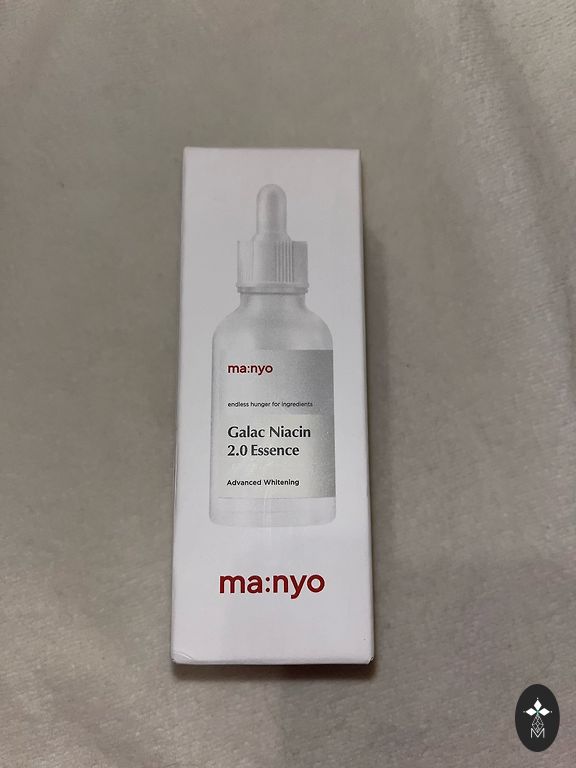 ma:nyo
endless hunger for ingredients
Galac Niacin
2.0 Essence
Advanced Whitening
ma:nyo
M